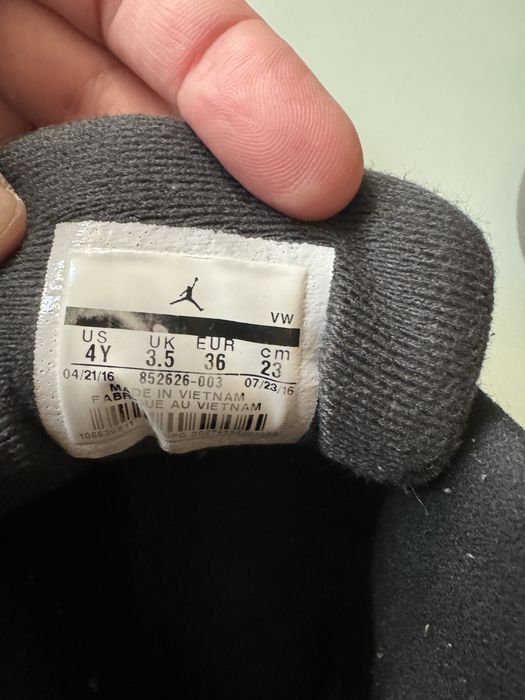 VW
US UK EUR cm
4Y 3.5 36 23
04/21/16 852626-003 07/23/16
MADE IN VIETNAM
FABRIQUE AU VIETNAM